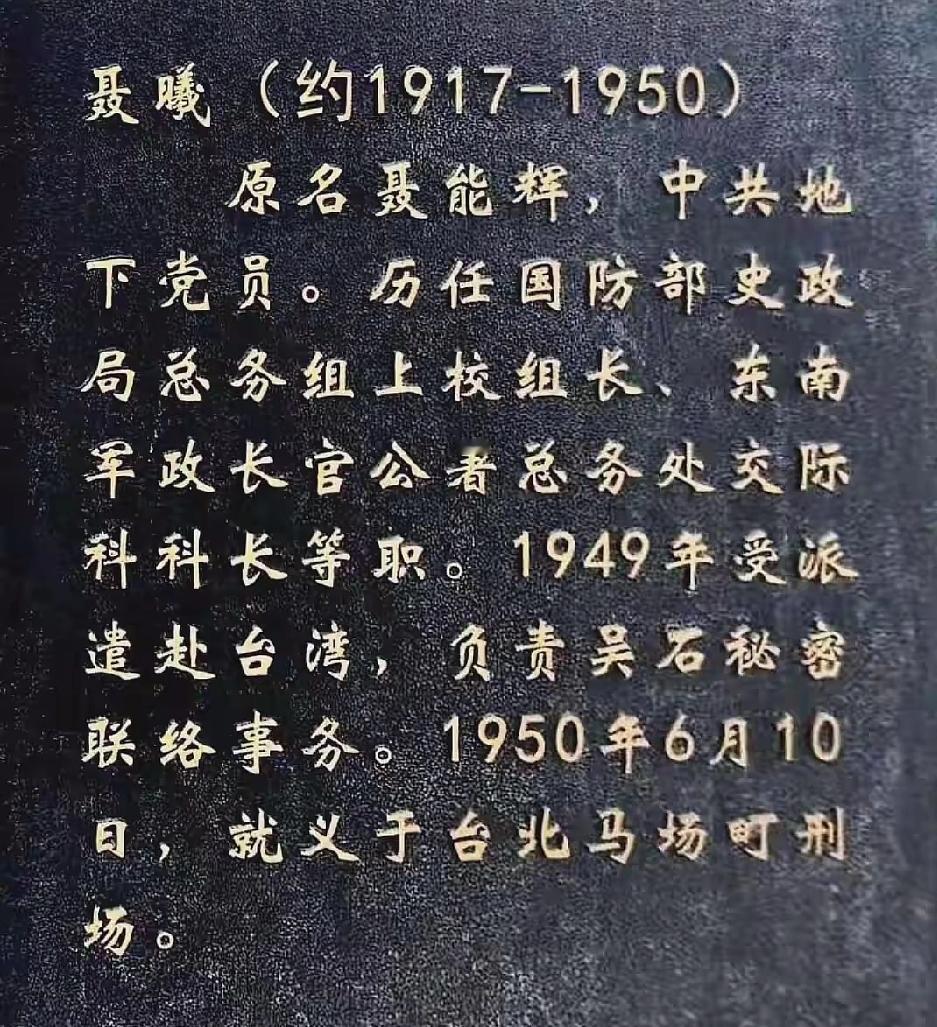 聂曦（约1917-1950）
原名聂能辉，中共地
下党员。历任国防部史政
局总务组上校组长、东南
军政长官公署总务处交际
科科长等职。1949年受派
遣赴台湾，负责吴石秘密
联络事务。1950年6月10
日，就义于台北马场町刑
场。